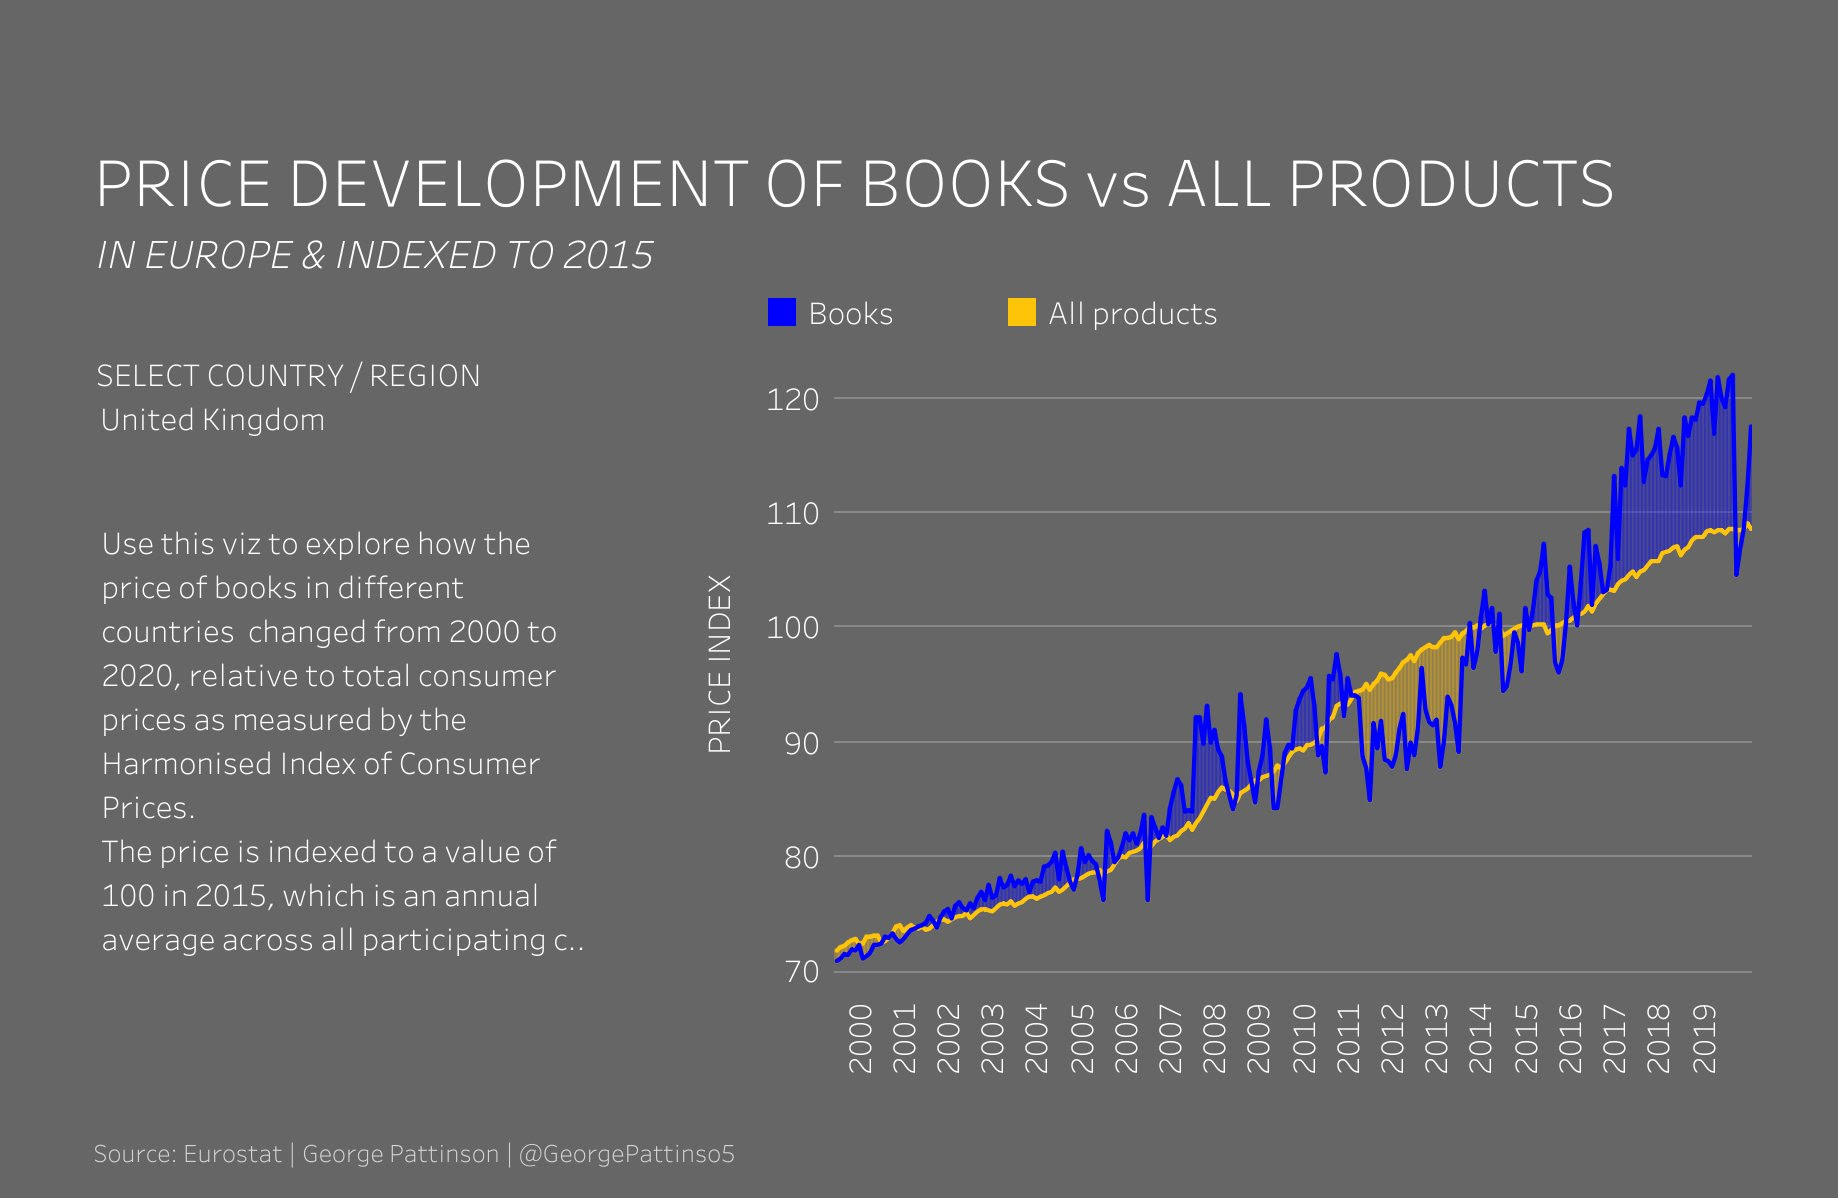 PRICE DEVELOPMENT OF BOOKS vs ALL PRODUCTS
IN EUROPE & INDEXED TO 2015
Books
All products
SELECT COUNTRY / REGION
United Kingdom
Use this viz to explore how the
price of books in different
countries  changed from 2000 to
2020, relative to total consumer
prices as measured by the
Harmonised Index of Consumer
Prices.
The price is indexed to a value of
100 in 2015, which is an annual
average across all participating c..
PRICE INDEX
120
110
100
90
80
70
2000
2001
2002
2003
2004
2005
2006
2007
2008
2009
2010
2011
2012
2013
2014
2015
2016
2017
2018
2019
Source: Eurostat | George Pattinson | @GeorgePattinso5